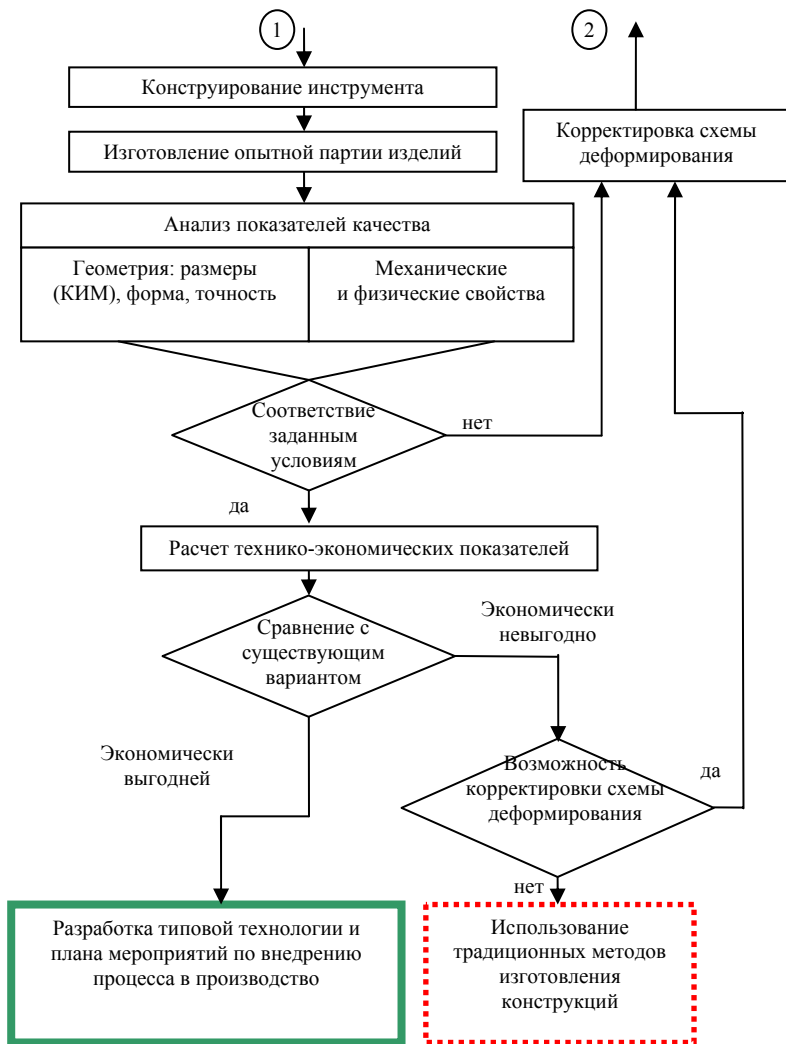 1
2
Конструирование инструмента
Изготовление опытной партии изделий
Корректировка схемы
деформирования
Анализ показателей качества
Геометрия: размеры
(КИМ), форма, точность
Механические
и физические свойства
Соответствие
заданным
условиям
нет
да
Расчет технико-экономических показателей
Сравнение с
существующим
вариантом
Экономически
невыгодно
Экономически
выгодней
Возможность
корректировки схемы
деформирования
да
нет
Разработка типовой технологии и
плана мероприятий по внедрению
процесса в производство
Использование
традиционных методов
изготовления
конструкций